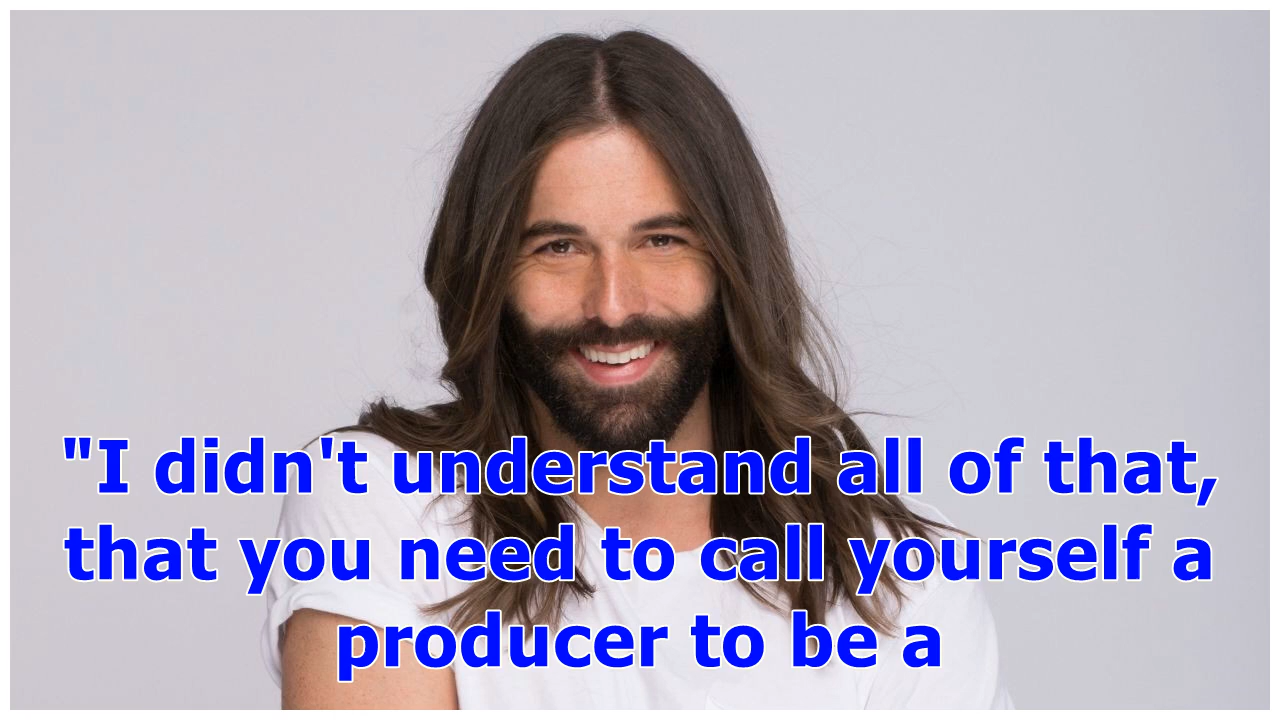 "I didn't understand all of that,
that you need to call yourself a
producer to be a